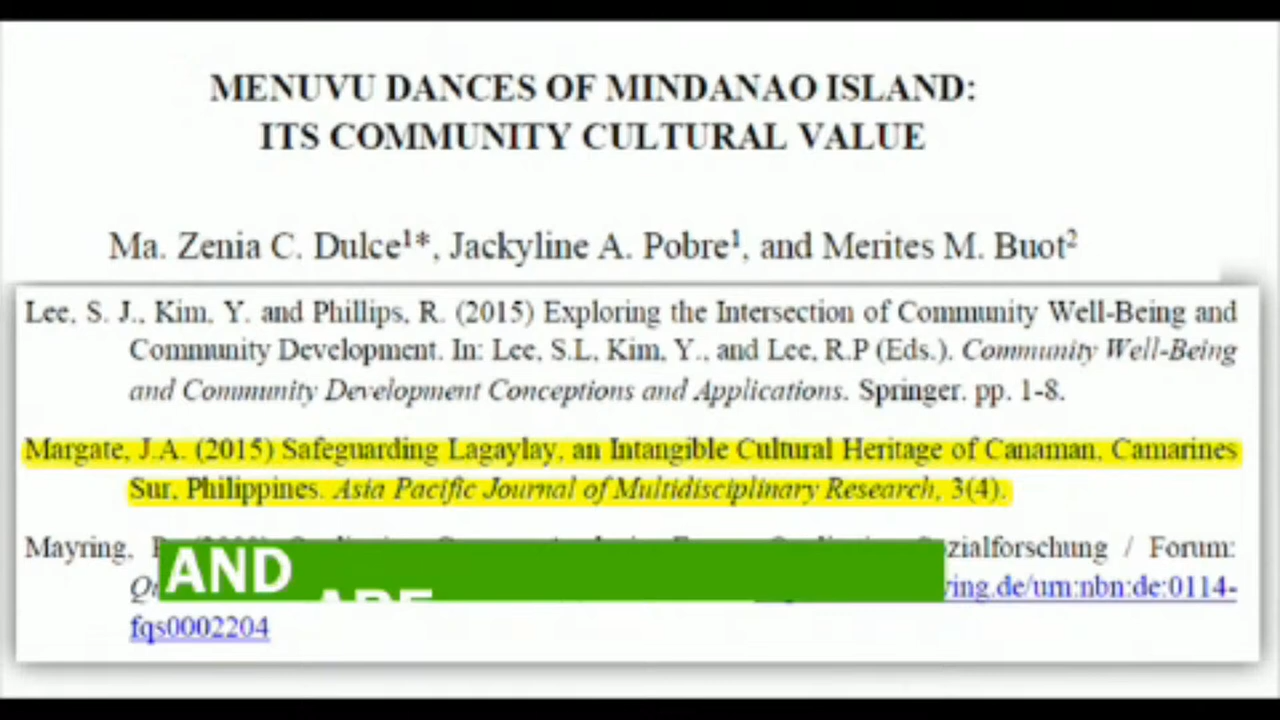 MENUVU DANCES OF MINDANAO ISLAND:
ITS COMMUNITY CULTURAL VALUE
Ma. Zenia C. Dulce¹*, Jackyline A. Pobre¹, and Merites M. Buot²
Lee, S. J., Kim, Y. and Phillips, R. (2015) Exploring the Intersection of Community Well-Being and
Community Development. In: Lee, S.L, Kim, Y., and Lee, R.P (Eds.). Community Well-Being
and Community Development Conceptions and Applications. Springer. pp. 1-8.
Margate, J.A. (2015) Safeguarding Lagaylay, an Intangible Cultural Heritage of Canaman, Camarines
Sur, Philippines. Asia Pacific Journal of Multidisciplinary Research, 3(4).
Mayring, zialforschung / Forum:
AND
ring.de/urn:nbn:de:0114-
fqs0002204